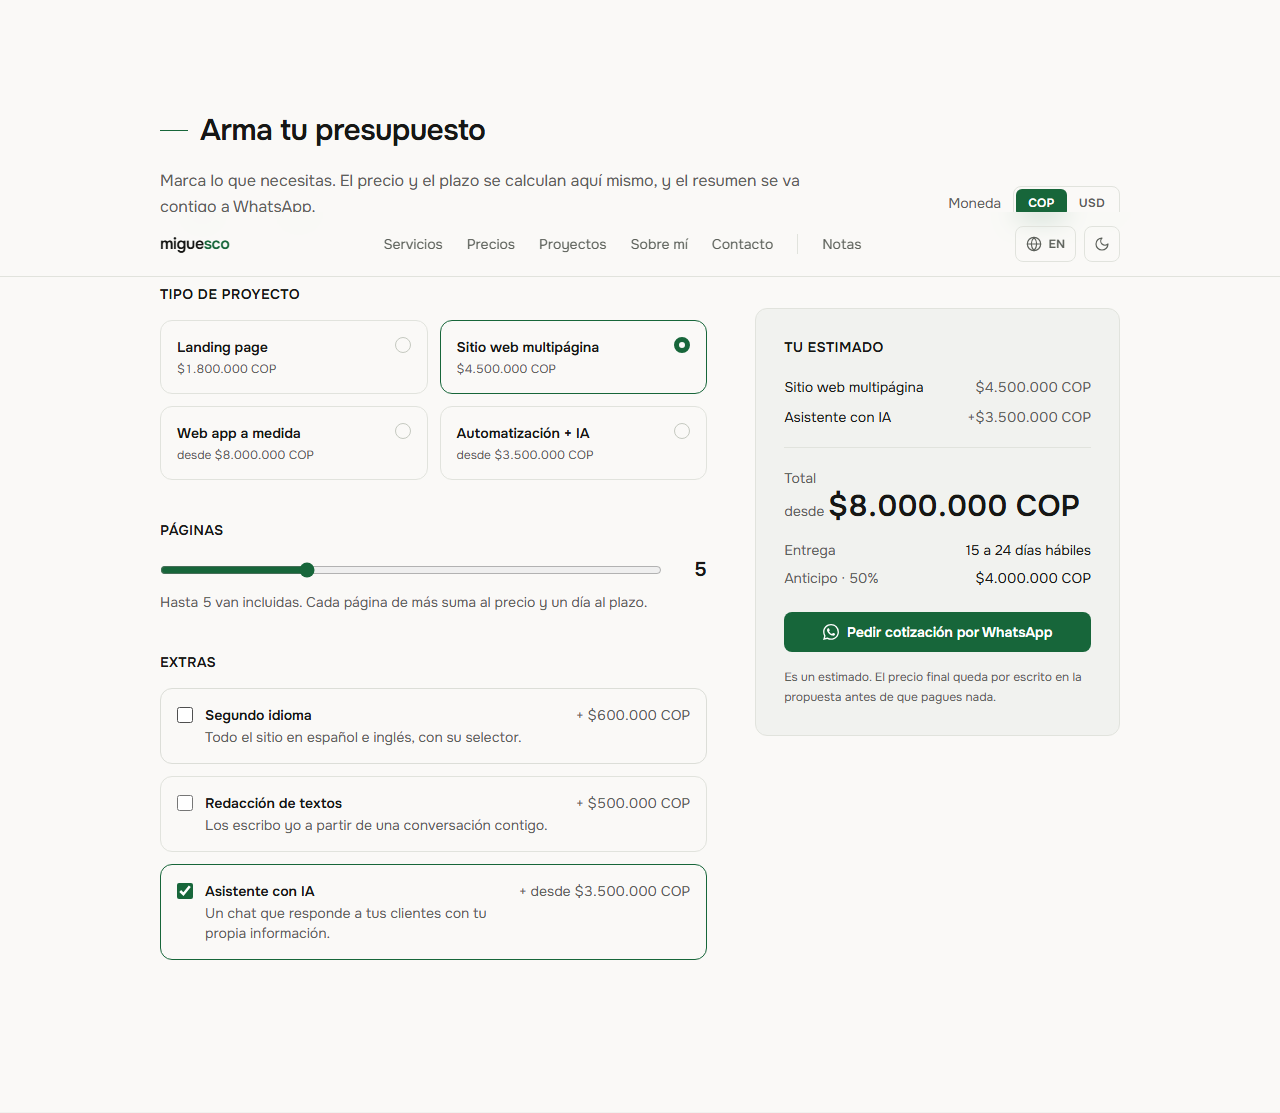 Arma tu presupuesto
Marca lo que necesitas. El precio y el plazo se calculan aquí mismo, y el resumen se va
contigo a WhatsApp.
Moneda COP USD
miguesco Servicios Precios Proyectos Sobre mí Contacto Notas EN
TIPO DE PROYECTO
Landing page
$1.800.000 COP
Sitio web multipágina
$4.500.000 COP
Web app a medida
desde $8.000.000 COP
Automatización + IA
desde $3.500.000 COP
PÁGINAS
5
Hasta 5 van incluidas. Cada página de más suma al precio y un día al plazo.
EXTRAS
Segundo idioma + $600.000 COP
Todo el sitio en español e inglés, con su selector.
Redacción de textos + $500.000 COP
Los escribo yo a partir de una conversación contigo.
Asistente con IA + desde $3.500.000 COP
Un chat que responde a tus clientes con tu
propia información.
TU ESTIMADO
Sitio web multipágina $4.500.000 COP
Asistente con IA +$3.500.000 COP
Total
desde $8.000.000 COP
Entrega 15 a 24 días hábiles
Anticipo · 50% $4.000.000 COP
Pedir cotización por WhatsApp
Es un estimado. El precio final queda por escrito en la
propuesta antes de que pagues nada.